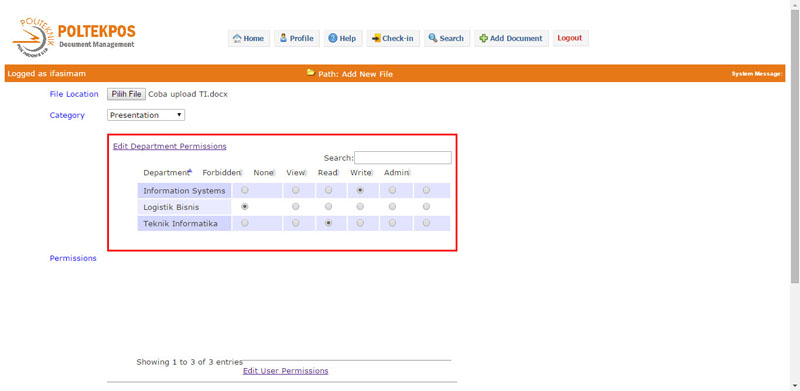 POLITEKNIK
POS INDONESIA
POLTEKPOS
Document Management
Home
Profile
Help
Check-in
Search
Add Document
Logout
Logged as ifasimam
Path: Add New File
System Message:
File Location
Pilih File Coba upload TI.docx
Category
Presentation
Edit Department Permissions
Search:
Department Forbidden None View Read Write Admin
Information Systems
Logistik Bisnis
Teknik Informatika
Permissions
Showing 1 to 3 of 3 entries
Edit User Permissions